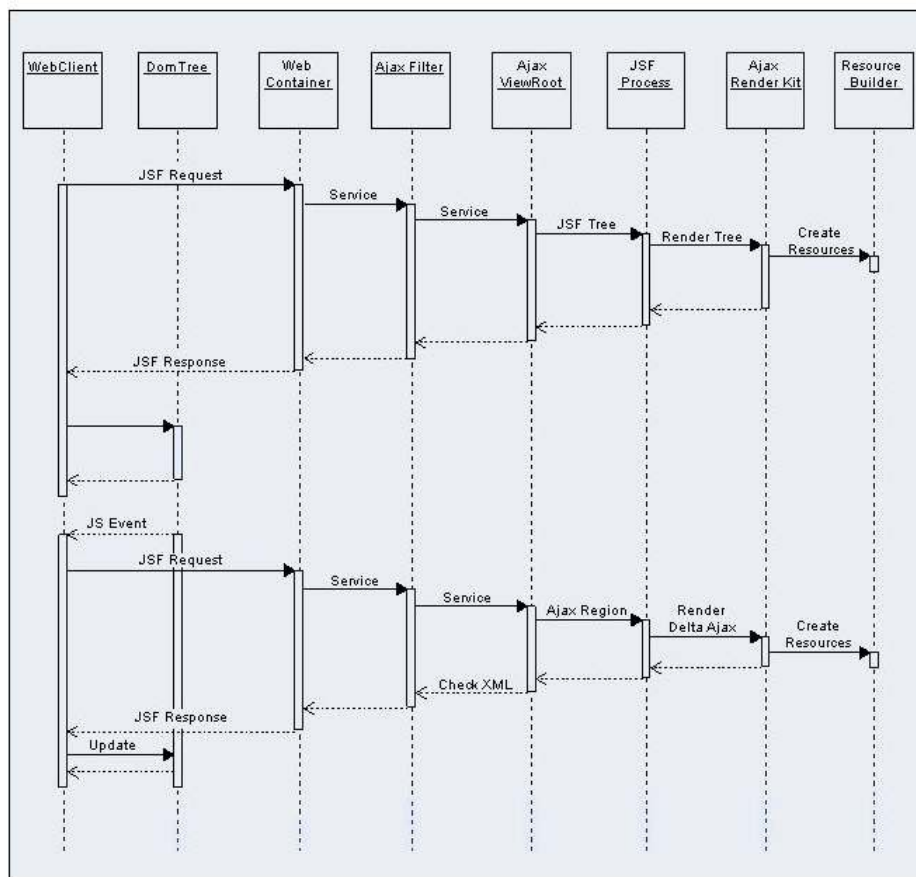 WebClient
DomTree
Web
Container
Ajax Filter
Ajax
ViewRoot
JSF
Process
Ajax
Render Kit
Resource
Builder
JSF Request
Service
Service
JSF Tree
Render Tree
Create
Resources
JSF Response
JS Event
JSF Request
Service
Service
Ajax Region
Render
Delta Ajax
Create
Resources
Check XML
JSF Response
Update